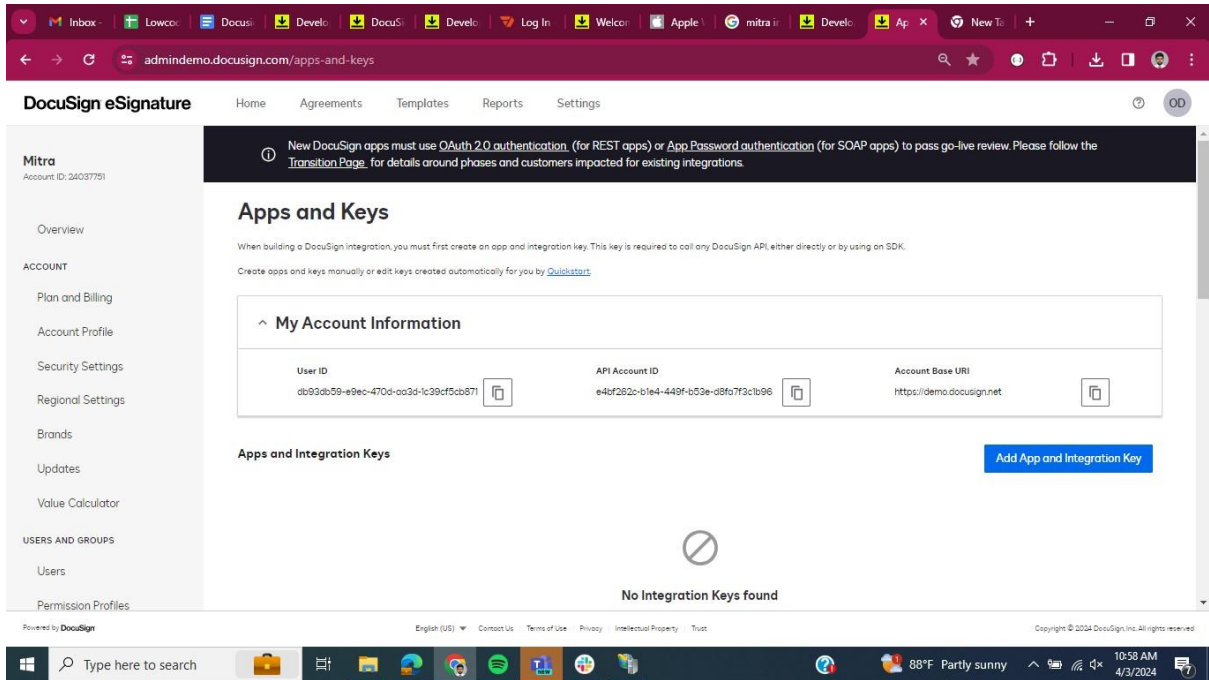 Inbox -
Lowcoc
Docusi
Develo
DocuSi
Develo
Log In
Welcor
Apple
mitra ir
Develo
Ap
New Ta
admindemo.docusign.com/apps-and-keys
DocuSign eSignature
Home
Agreements
Templates
Reports
Settings
OD
New DocuSign apps must use OAuth 2.0 authentication (for REST apps) or App Password authentication (for SOAP apps) to pass go-live review. Please follow the
Transition Page for details around phases and customers impacted for existing integrations.
Mitra
Account ID: 24037751
Overview
ACCOUNT
Plan and Billing
Account Profile
Security Settings
Regional Settings
Brands
Updates
Value Calculator
USERS AND GROUPS
Users
Permission Profiles
Apps and Keys
When building a DocuSign integration, you must first create an app and integration key. This key is required to call any DocuSign API, either directly or by using an SDK.
Create apps and keys manually or edit keys created automatically for you by Quickstart.
My Account Information
User ID
API Account ID
Account Base URI
db93db59-e9ec-470d-aa3d-1c39cf5cb871
e4bf262c-b1e4-449f-b53e-d8fa7f3c1b96
https://demo.docusign.net
Apps and Integration Keys
Add App and Integration Key
No Integration Keys found
Powered by DocuSign
English (US)
Contact Us
Terms of Use
Privacy
Intellectual Property
Trust
Copyright © 2024 DocuSign, Inc. All rights reserved
Type here to search
NEW
88°F Partly sunny
10:58 AM
4/3/2024
7